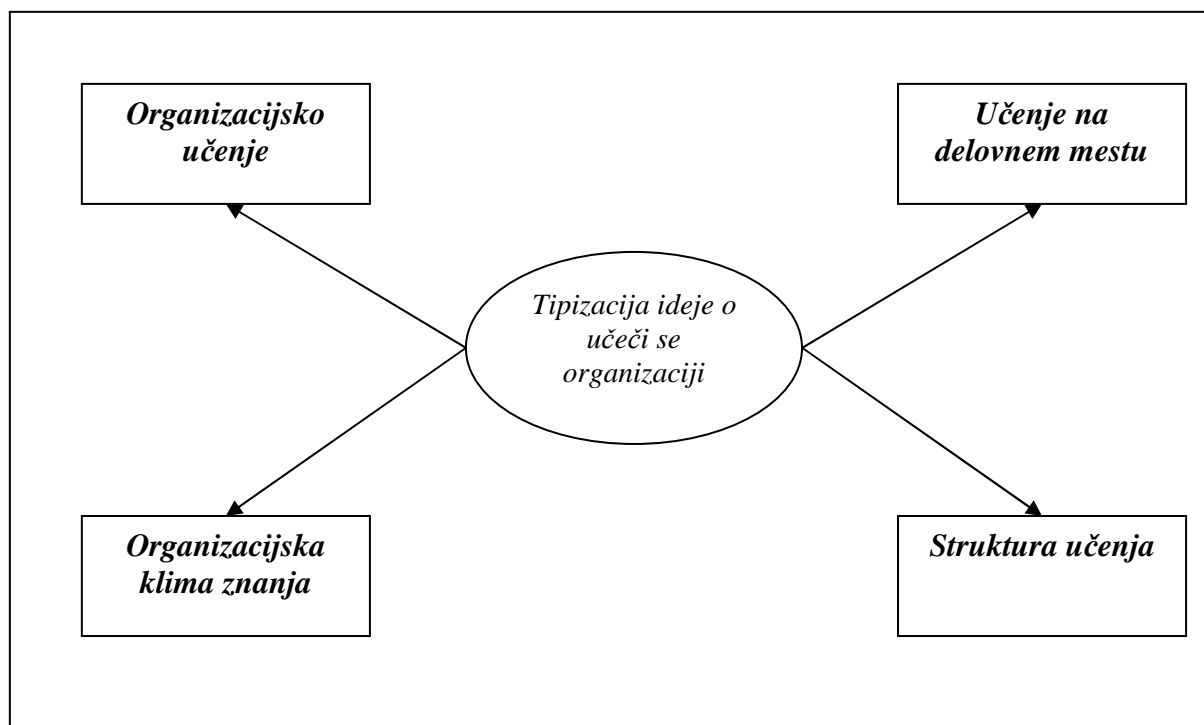 Organizacijsko
učenje
Učenje na
delovnem mestu
Tipizacija ideje o
učeči se
organizaciji
Organizacijska
klima znanja
Struktura učenja